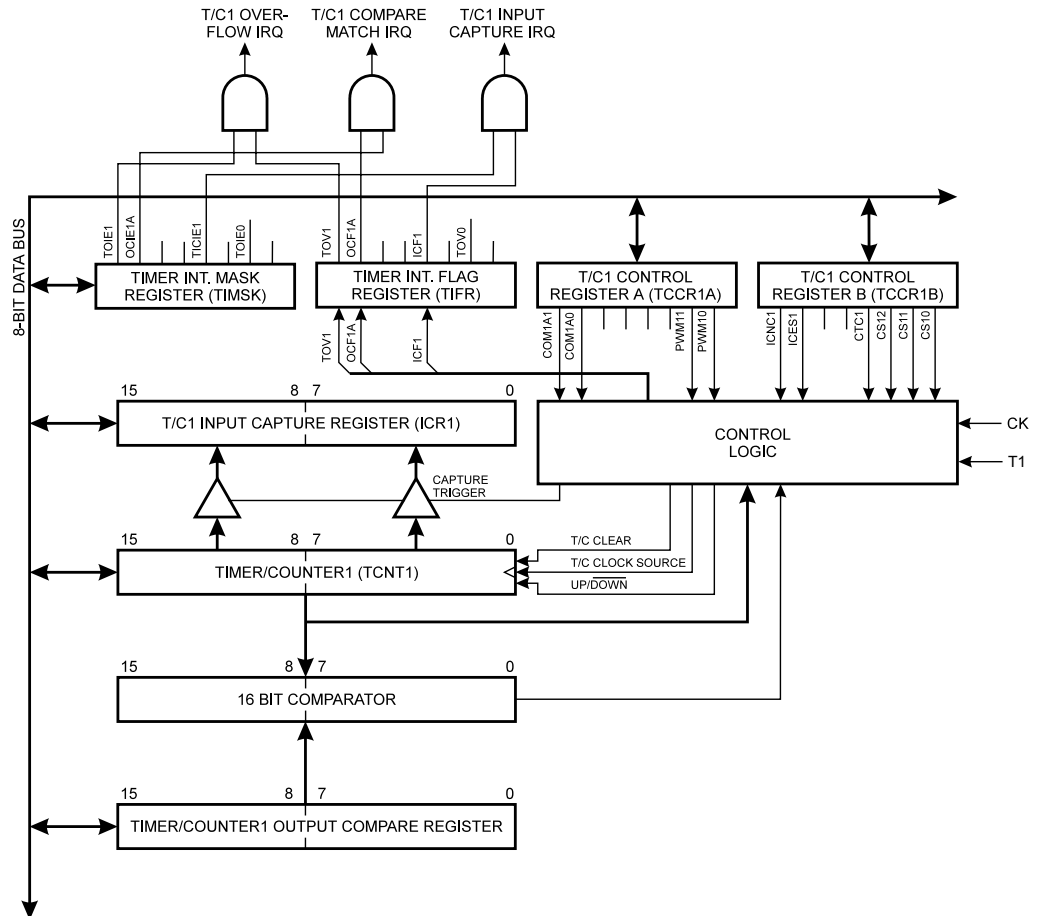 T/C1 OVER-
FLOW IRQ
T/C1 COMPARE
MATCH IRQ
T/C1 INPUT
CAPTURE IRQ
8-BIT DATA BUS
TOIE1
OCIE1A
TICIE1
TOIE0
TOV1
OCF1A
ICF1
TOV0
TIMER INT. MASK
REGISTER (TIMSK)
TIMER INT. FLAG
REGISTER (TIFR)
T/C1 CONTROL
REGISTER A (TCCR1A)
T/C1 CONTROL
REGISTER B (TCCR1B)
TOV1
OCF1A
ICF1
COM1A1
COM1A0
PWM11
PWM10
ICNC1
ICES1
CTC1
CS12
CS11
CS10
15 8 7 0
T/C1 INPUT CAPTURE REGISTER (ICR1)
CONTROL
LOGIC
CK
T1
CAPTURE
TRIGGER
15 8 7 0
TIMER/COUNTER1 (TCNT1)
T/C CLEAR
T/C CLOCK SOURCE
UP/DOWN
15 8 7 0
16 BIT COMPARATOR
15 8 7 0
TIMER/COUNTER1 OUTPUT COMPARE REGISTER